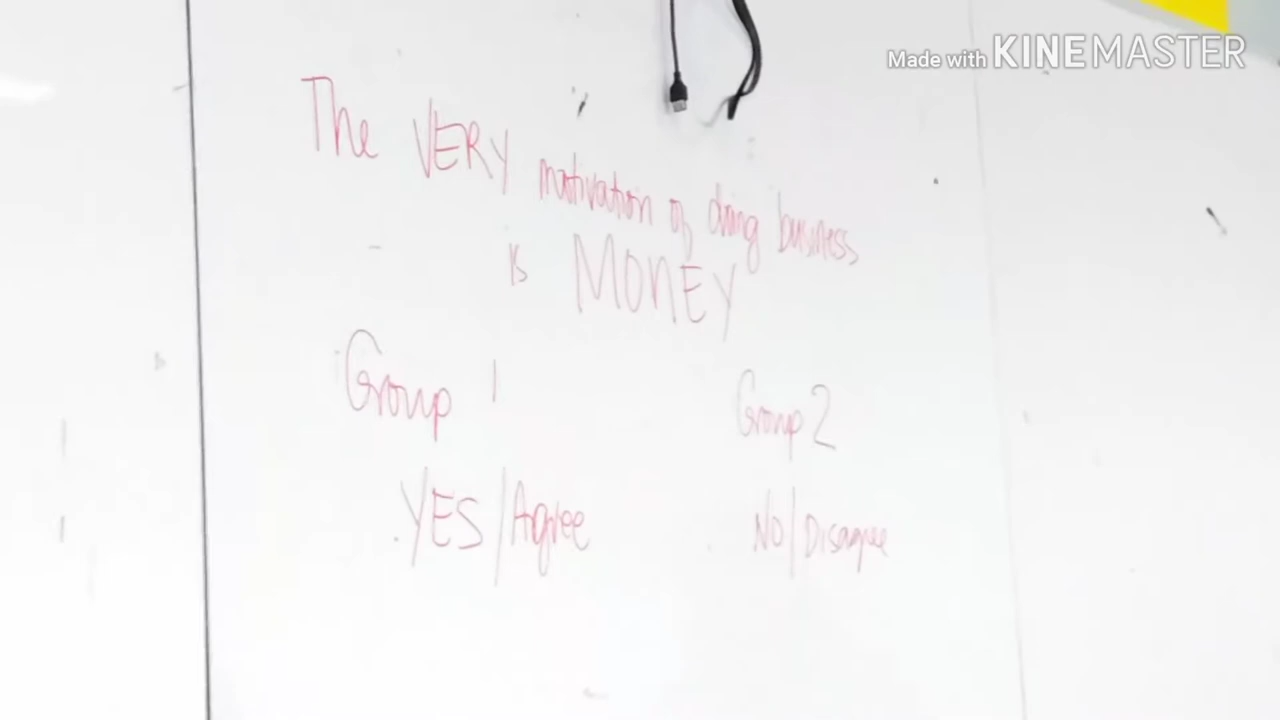 Made with KINEMASTER
The VERY motivation of doing business
is MONEY
Group 1
Group 2
YES/Agree
No/Disagree